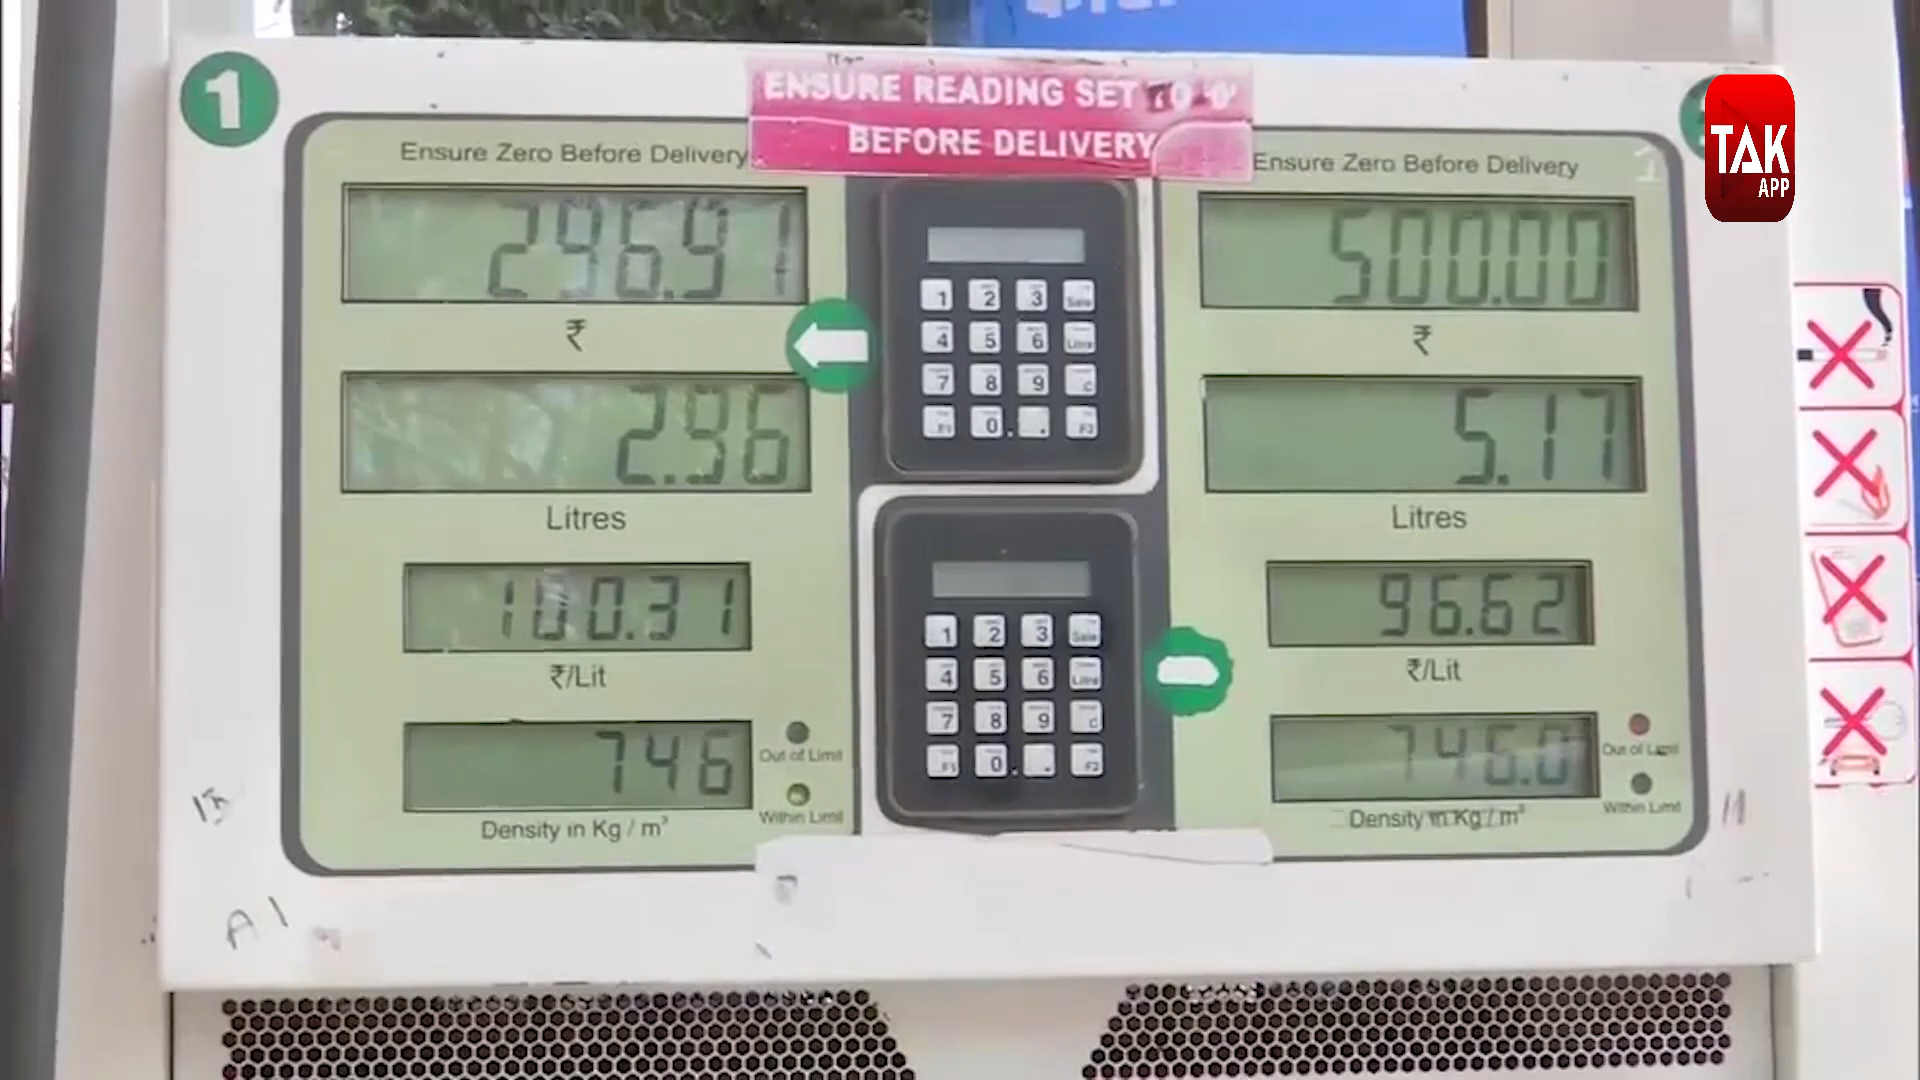 1
ENSURE READING SET TO '0'
BEFORE DELIVERY
TAK
APP
Ensure Zero Before Delivery
296.91
₹
2.96
Litres
100.31
₹/Lit
746
Out of Limit
Within Limit
Density in Kg / m³
1 2 3 Sale
4 5 6 Litre
7 8 9 C
F1 0 . F2
1 2 3 Sale
4 5 6 Litre
7 8 9 C
F1 0 . F2
Ensure Zero Before Delivery
500.00
₹
5.17
Litres
96.62
₹/Lit
746.0
Out of Limit
Within Limit
Density in Kg / m³
A1